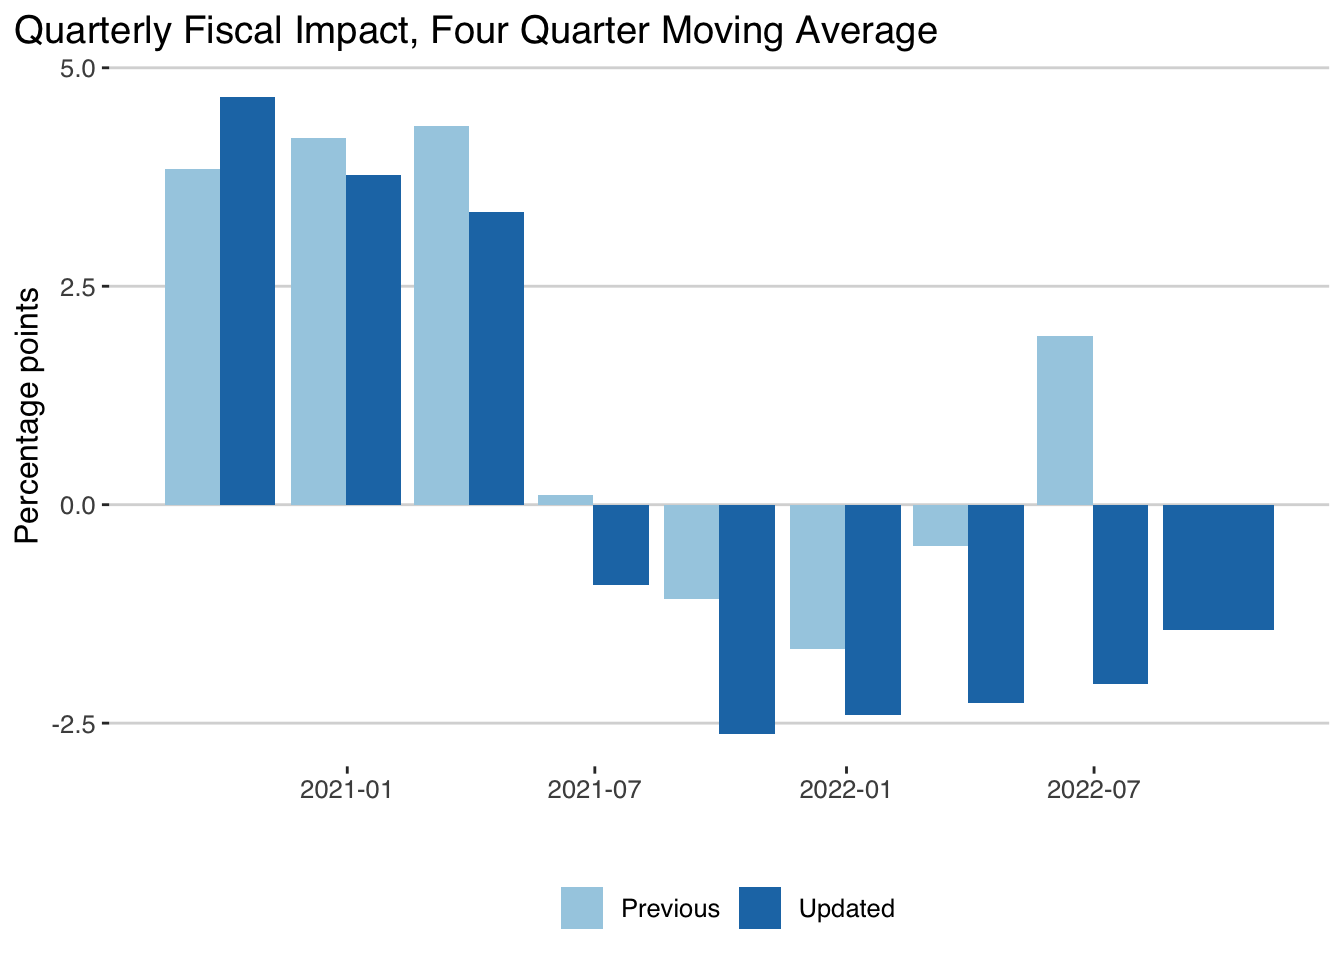 Quarterly Fiscal Impact, Four Quarter Moving Average
Percentage points
5.0
2.5
0.0
-2.5
2021-01 2021-07 2022-01 2022-07
Previous Updated